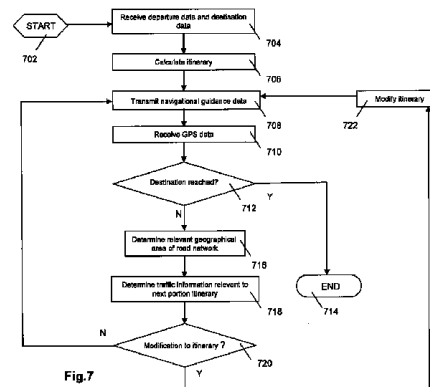 START
702
Receive departure data and destination
data
704
Calculate itinerary
706
Transmit navigational guidance data
708
Modify itinerary
722
Receive GPS data
710
Destination reached?
712
Y
N
Determine relevant geographical
area of road network
716
Determine traffic information relevant to
next portion itinerary
718
END
714
N
Modification to itinerary ?
720
Y
Fig.7